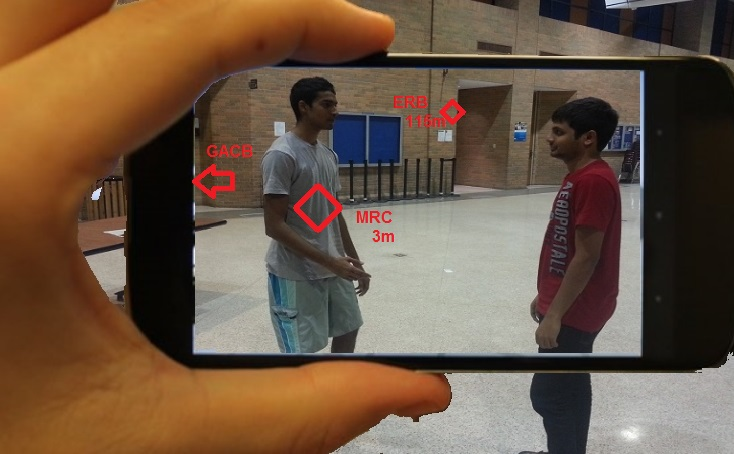 ERB
116m
GACB
MRC
3m
AEROPOSTALE